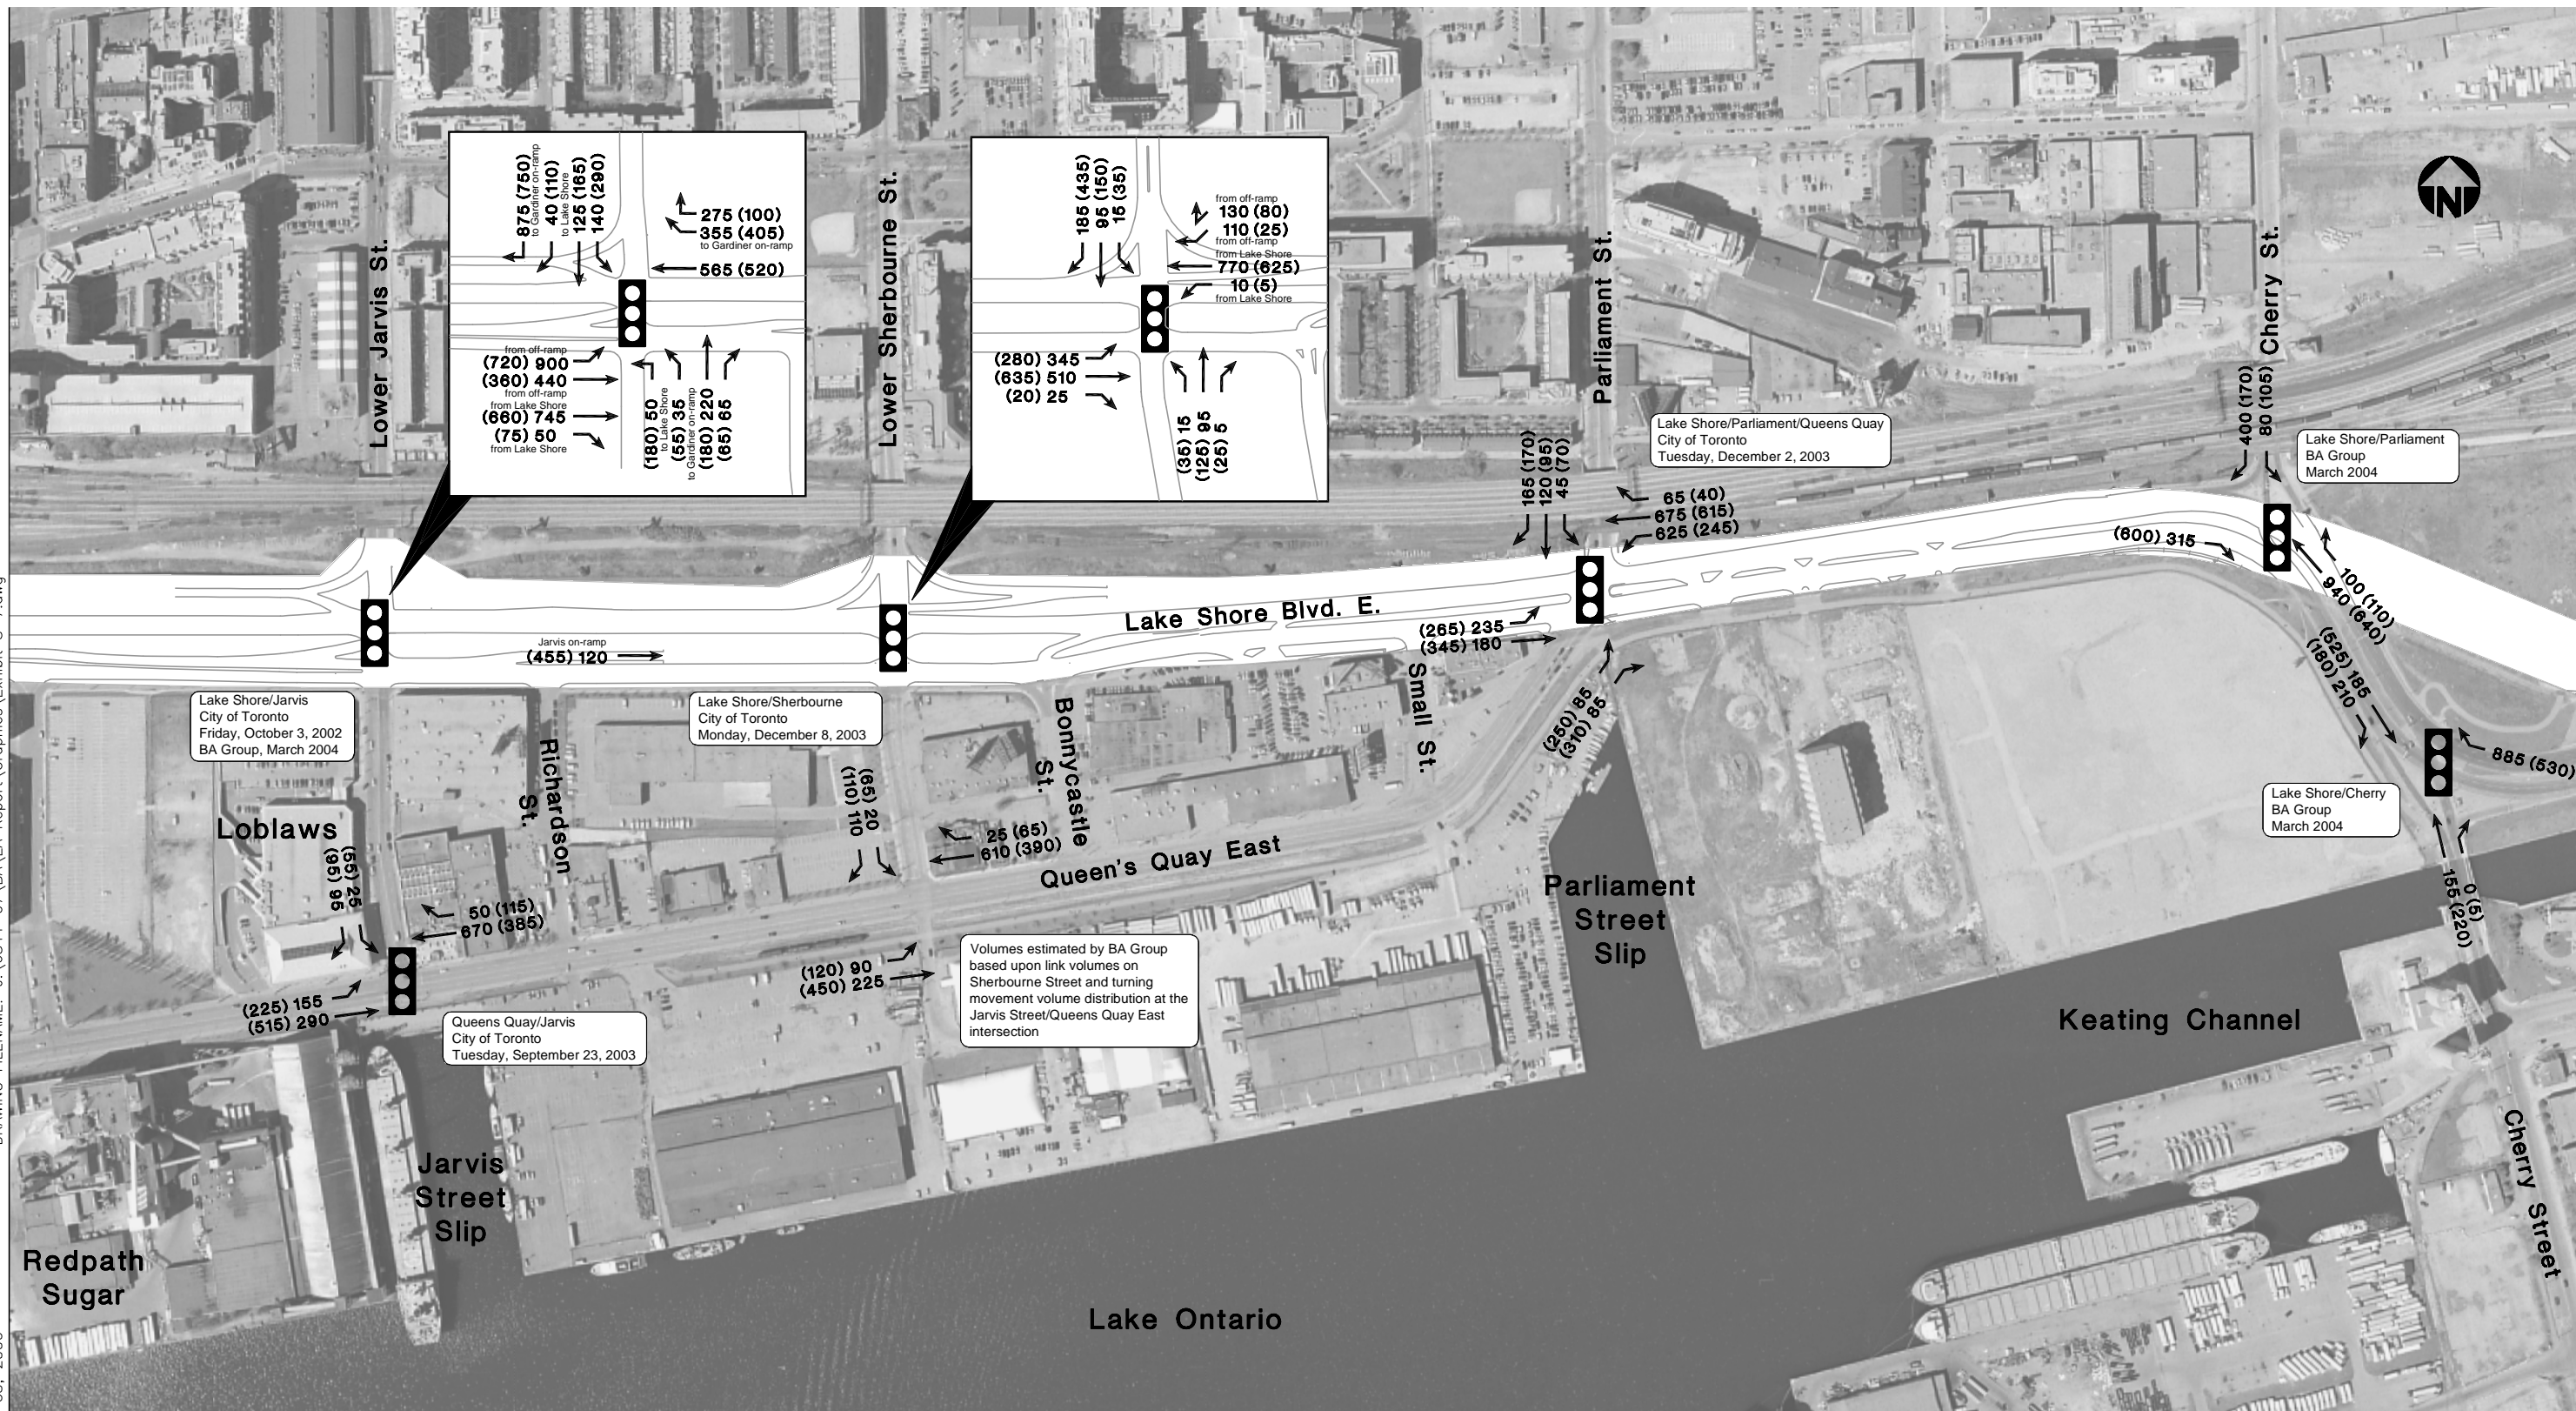 Lower Jarvis St.
875 (750)
to Gardiner on-ramp
40 (110)
to Lake Shore
125 (165)
140 (290)
275 (100)
355 (405)
to Gardiner on-ramp
565 (520)
from off-ramp
(720) 900
(360) 440
from off-ramp
from Lake Shore
(660) 745
(75) 50
from Lake Shore
(180) 50
to Lake Shore
(55) 35
to Gardiner on-ramp
(180) 220
(65) 65
Lower Sherbourne St.
185 (435)
95 (150)
15 (35)
from off-ramp
130 (80)
110 (25)
from off-ramp
from Lake Shore
770 (625)
10 (5)
from Lake Shore
(280) 345
(635) 510
(20) 25
(35) 15
(125) 95
(25) 5
Parliament St.
Lake Shore/Parliament/Queens Quay
City of Toronto
Tuesday, December 2, 2003
165 (170)
120 (95)
45 (70)
65 (40)
675 (615)
625 (245)
Cherry St.
400 (170)
80 (105)
Lake Shore/Parliament
BA Group
March 2004
N
(600) 315
100 (110)
940 (640)
(525) 185
(180) 210
885 (530)
Lake Shore/Cherry
BA Group
March 2004
0 (5)
155 (220)
Lake Shore Blvd. E.
(265) 235
(345) 180
Jarvis on-ramp
(455) 120
Lake Shore/Jarvis
City of Toronto
Friday, October 3, 2002
BA Group, March 2004
Lake Shore/Sherbourne
City of Toronto
Monday, December 8, 2003
Richardson
St.
Bonnycastle
St.
Small St.
(250) 85
(310) 85
Loblaws
(55) 25
(95) 95
50 (115)
670 (385)
(65) 20
(110) 110
25 (65)
610 (390)
Queen's Quay East
(225) 155
(515) 290
Queens Quay/Jarvis
City of Toronto
Tuesday, September 23, 2003
(120) 90
(450) 225
Volumes estimated by BA Group
based upon link volumes on
Sherbourne Street and turning
movement volume distribution at the
Jarvis Street/Queens Quay East
intersection
Parliament
Street
Slip
Keating Channel
Cherry Street
Jarvis
Street
Slip
Redpath
Sugar
Lake Ontario